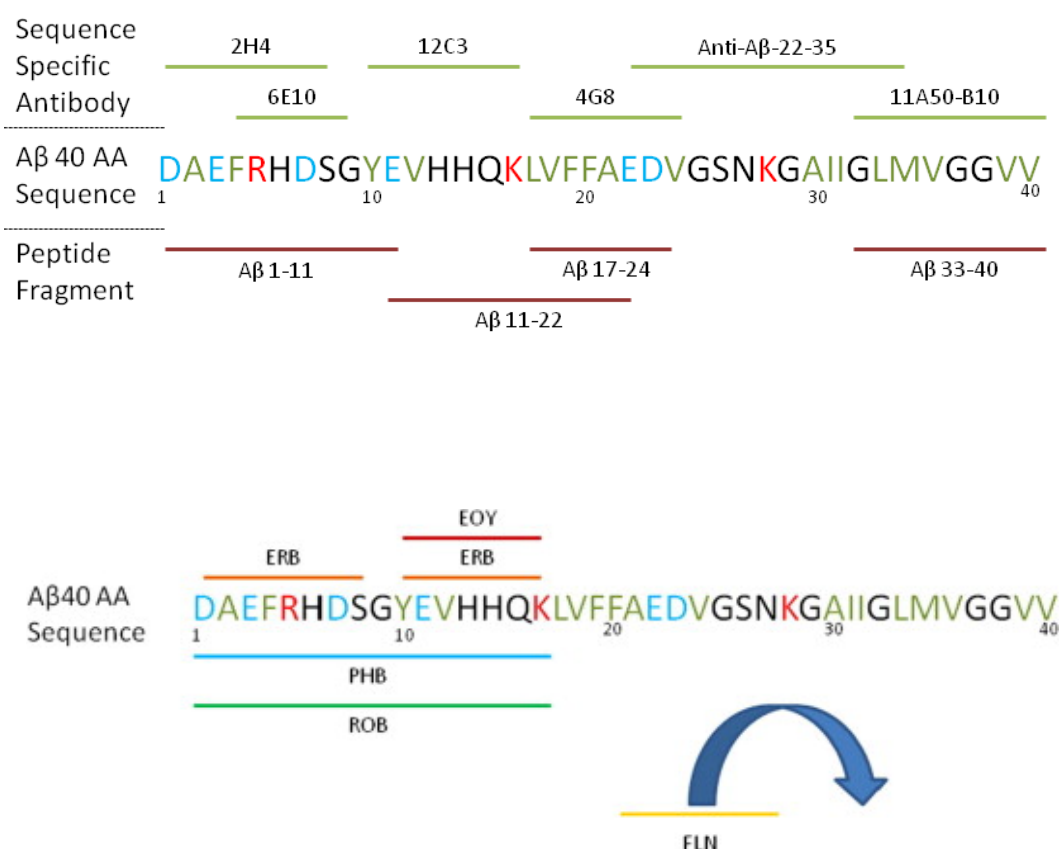 Sequence
Specific
Antibody
2H4
12C3
Anti-Aβ-22-35
6E10
4G8
11A50-B10
Aβ 40 AA
Sequence
DAEFRHDSGYEVHHQKLVFFAEDVGSNKGAIIGLMVGGVV
1 10 20 30 40
Peptide
Fragment
Aβ 1-11
Aβ 17-24
Aβ 33-40
Aβ 11-22
EOY
ERB
ERB
Aβ40 AA
Sequence
DAEFRHDSGYEVHHQKLVFFAEDVGSNKGAIIGLMVGGVV
1 10 20 30 40
PHB
ROB
FLN